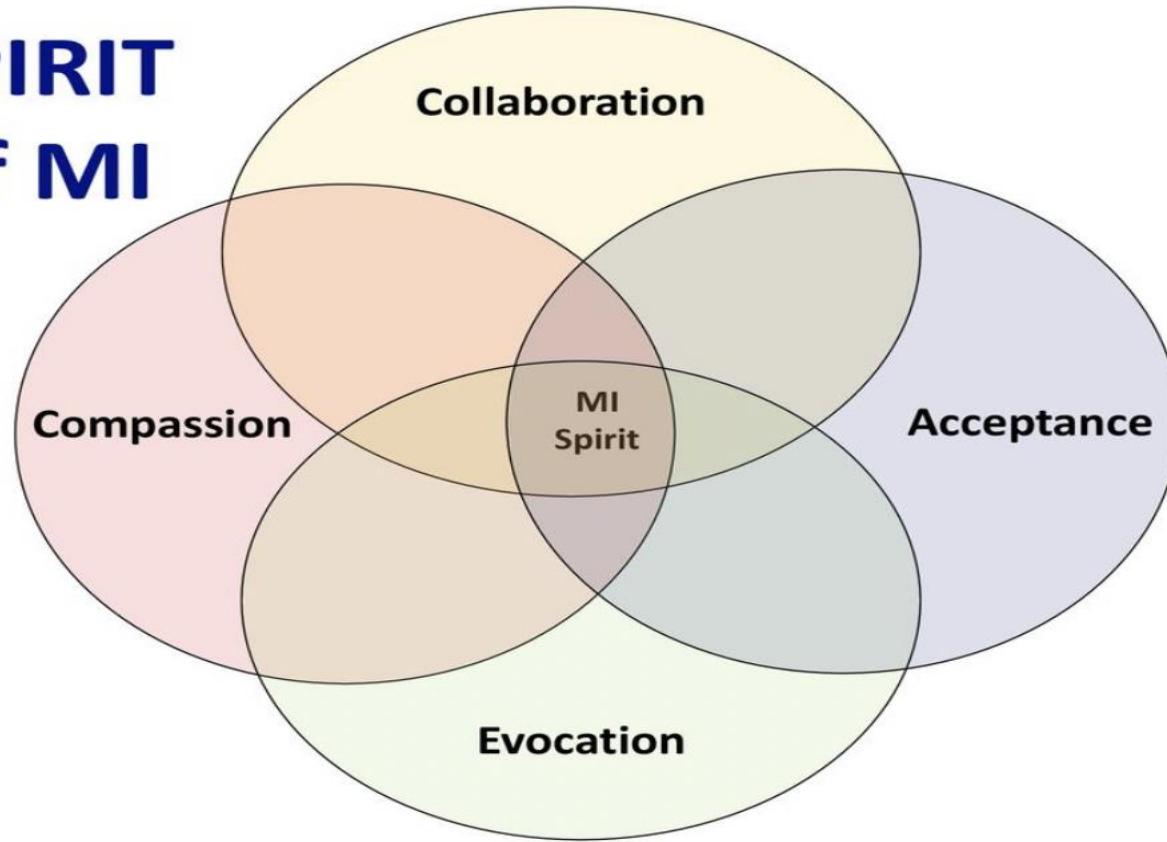 PIRIT
f MI
Collaboration
Compassion
MI
Spirit
Acceptance
Evocation